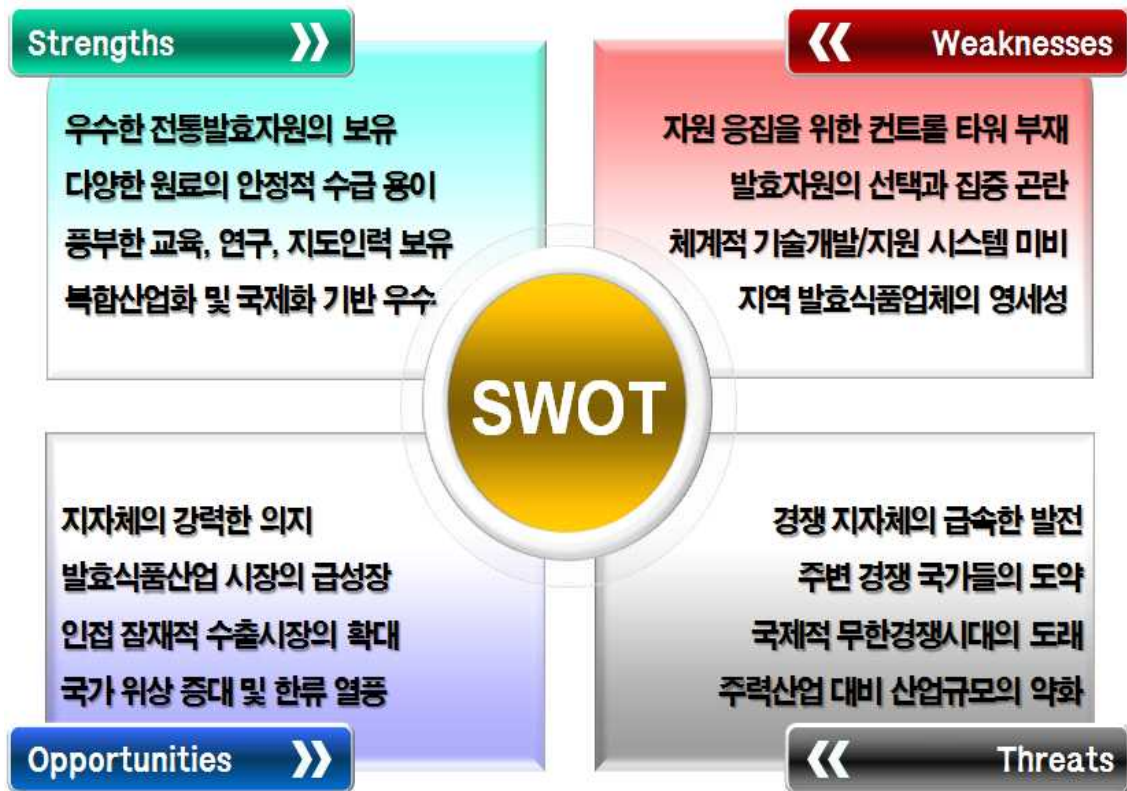 Strengths
우수한 전통발효자원의 보유
다양한 원료의 안정적 수급 용이
풍부한 교육, 연구, 지도인력 보유
복합산업화 및 국제화 기반 우수
Weaknesses
자원 응집을 위한 컨트롤 타워 부재
발효자원의 선택과 집중 곤란
체계적 기술개발/지원 시스템 미비
지역 발효식품업체의 영세성
SWOT
지자체의 강력한 의지
발효식품산업 시장의 급성장
인접 잠재적 수출시장의 확대
국가 위상 증대 및 한류 열풍
Opportunities
경쟁 지자체의 급속한 발전
주변 경쟁 국가들의 도약
국제적 무한경쟁시대의 도래
주력산업 대비 산업규모의 약화
Threats